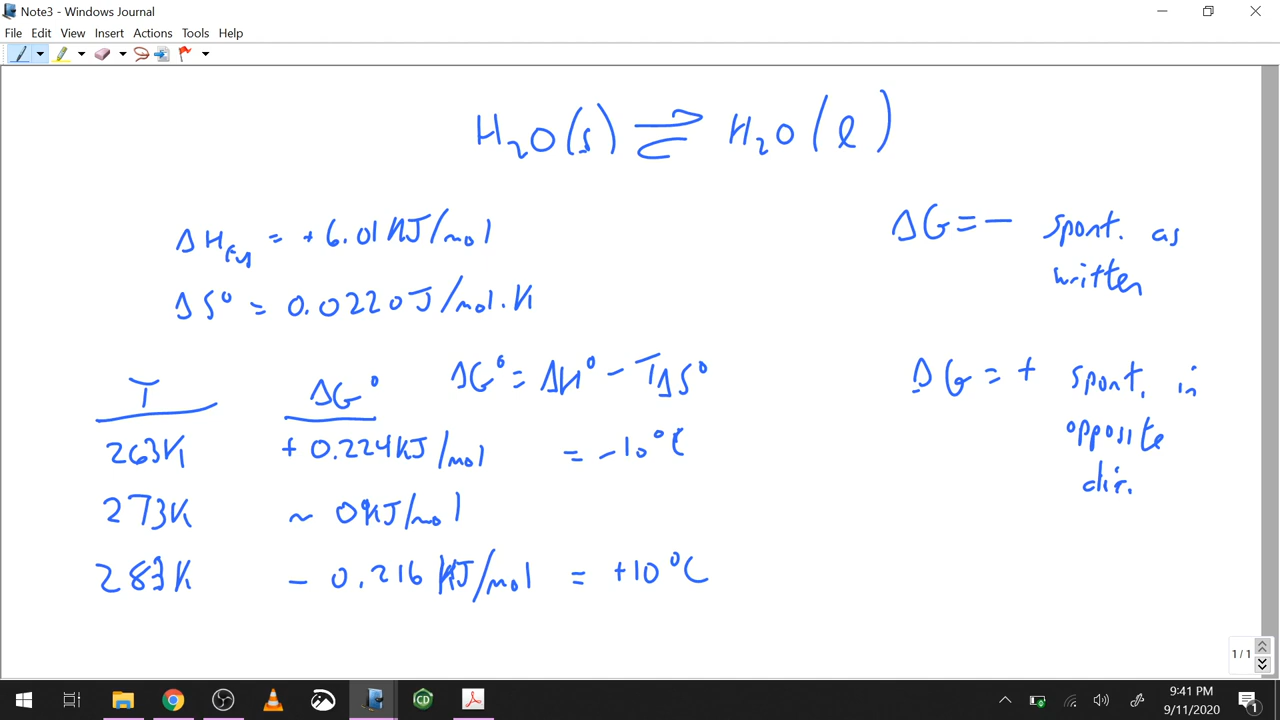 Note3 - Windows Journal
File Edit View Insert Actions Tools Help
H₂O(s) ⇌ H₂O(l)
ΔH_fus = +6.01 KJ/mol
ΔS° = 0.0220 J/mol·K
ΔG = − spont. as
written
ΔG° = ΔH° − TΔS°
ΔG = + spont. in
opposite
dir.
T ΔG°
263K + 0.224 KJ/mol = −10°C
273K ~ 0 KJ/mol
283K − 0.216 KJ/mol = +10°C
1/1
CD
9:41 PM
9/11/2020
1